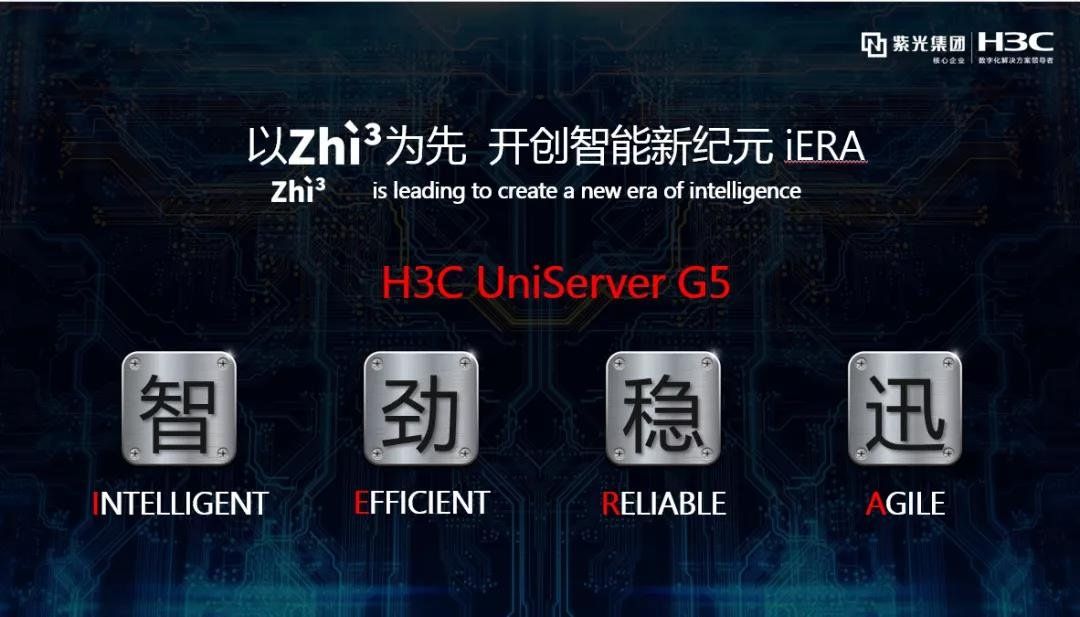 紫光集团 H3C
核心企业 数字化解决方案领导者
以Zhì³为先 开创智能新纪元 iERA
Zhì³ is leading to create a new era of intelligence
H3C UniServer G5
智 劲 稳 迅
INTELLIGENT EFFICIENT RELIABLE AGILE